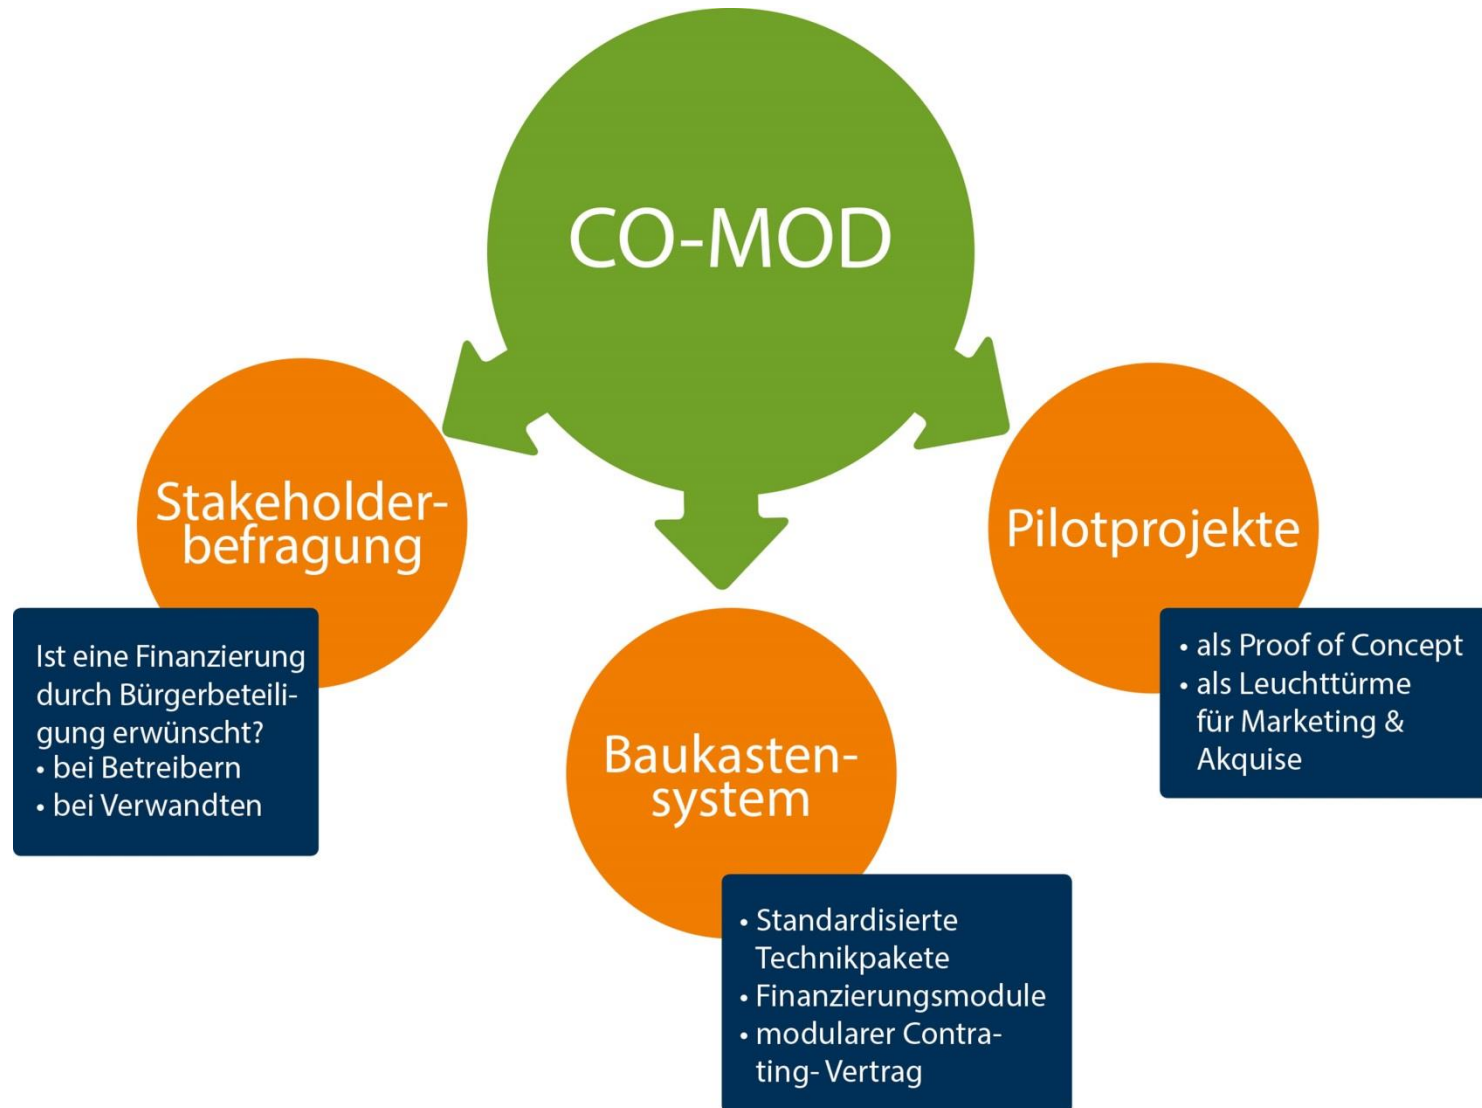 CO-MOD
Stakeholder-
befragung
Ist eine Finanzierung
durch Bürgerbeteili-
gung erwünscht?
• bei Betreibern
• bei Verwandten
Baukasten-
system
• Standardisierte
Technikpakete
• Finanzierungsmodule
• modularer Contra-
ting- Vertrag
Pilotprojekte
• als Proof of Concept
• als Leuchttürme
für Marketing &
Akquise